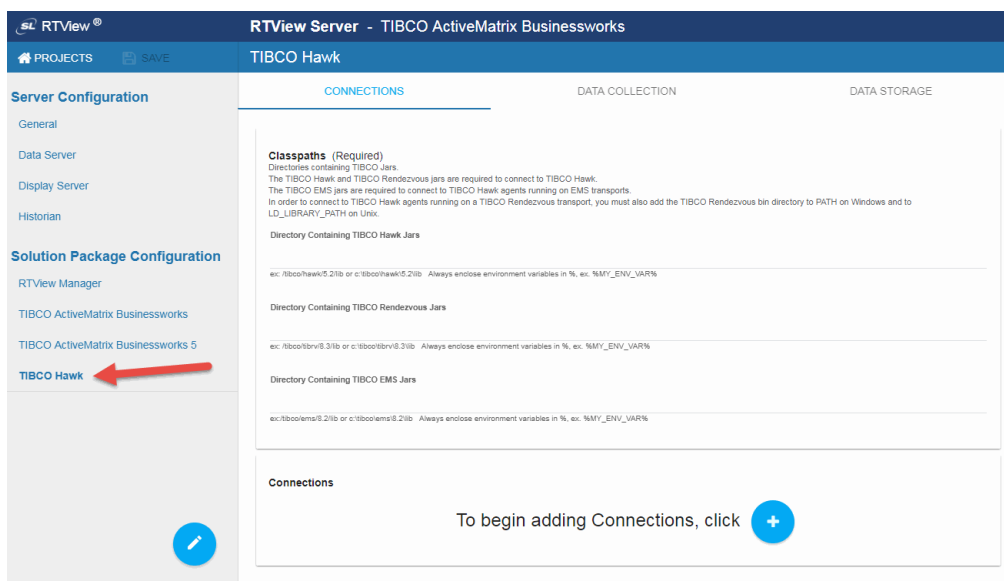 SL RTView ®
RTView Server - TIBCO ActiveMatrix Businessworks
PROJECTS SAVE
TIBCO Hawk
Server Configuration
General
Data Server
Display Server
Historian
Solution Package Configuration
RTView Manager
TIBCO ActiveMatrix Businessworks
TIBCO ActiveMatrix Businessworks 5
TIBCO Hawk
CONNECTIONS DATA COLLECTION DATA STORAGE
Classpaths (Required)
Directories containing TIBCO Jars.
The TIBCO Hawk and TIBCO Rendezvous jars are required to connect to TIBCO Hawk.
The TIBCO EMS jars are required to connect to TIBCO Hawk agents running on EMS transports.
In order to connect to TIBCO Hawk agents running on a TIBCO Rendezvous transport, you must also add the TIBCO Rendezvous bin directory to PATH on Windows and to
LD_LIBRARY_PATH on Unix.
Directory Containing TIBCO Hawk Jars
ex: /tibco/hawk/5.2/lib or c:\tibco\hawk\5.2\lib Always enclose environment variables in %, ex. %MY_ENV_VAR%
Directory Containing TIBCO Rendezvous Jars
ex: /tibco/tibrv/8.3/lib or c:\tibco\tibrv\8.3\lib Always enclose environment variables in %, ex. %MY_ENV_VAR%
Directory Containing TIBCO EMS Jars
ex:/tibco/ems/8.2/lib or c:\tibco\ems\8.2\lib Always enclose environment variables in %, ex. %MY_ENV_VAR%
Connections
To begin adding Connections, click +